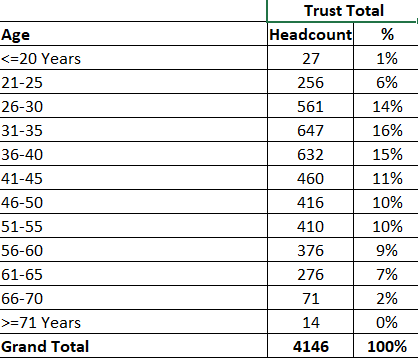 Trust Total
Age Headcount %
<=20 Years 27 1%
21-25 256 6%
26-30 561 14%
31-35 647 16%
36-40 632 15%
41-45 460 11%
46-50 416 10%
51-55 410 10%
56-60 376 9%
61-65 276 7%
66-70 71 2%
>=71 Years 14 0%
Grand Total 4146 100%